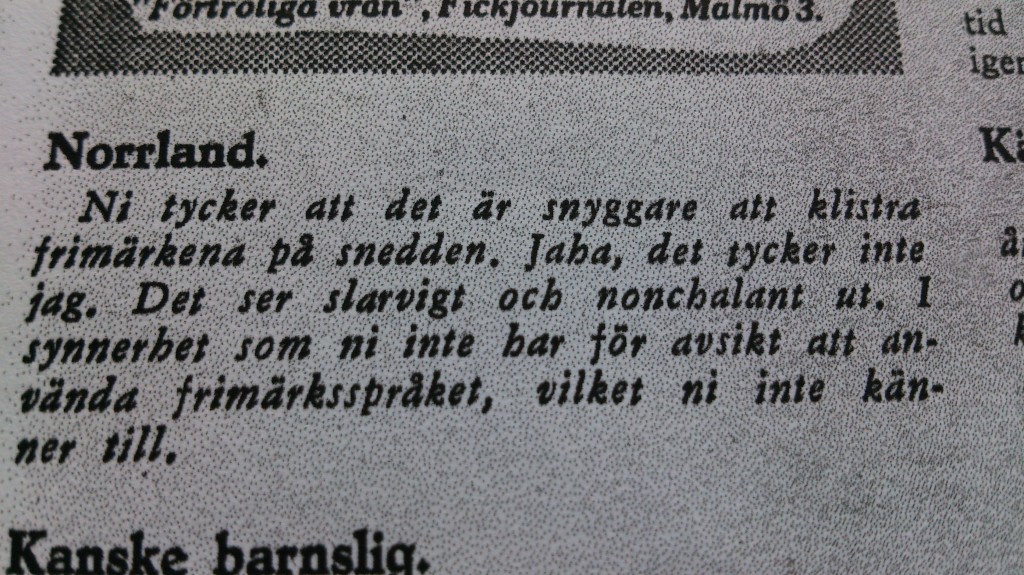 "Förtroliga vrån", Fickjournalen, Malmö 3.
Norrland.
Ni tycker att det är snyggare att klistra
frimärkena på snedden. Jaha, det tycker inte
jag. Det ser slarvigt och nonchalant ut. I
synnerhet som ni inte har för avsikt att an-
vända frimärksspråket, vilket ni inte kän-
ner till.
Kanske barnslig.
tid